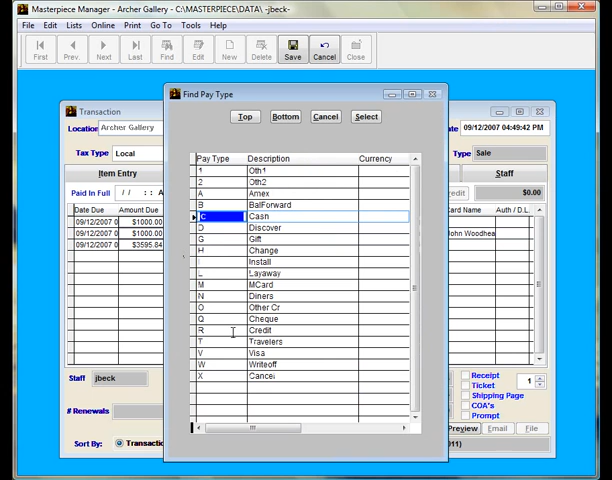 Masterpiece Manager - Archer Gallery - C:\MASTERPIECE\DATA\ -jbeck-
File Edit Lists Online Print Go To Tools Help
First Prev. Next Last Find Edit New Delete Save Cancel Close
Transaction
Location Archer Gallery
09/12/2007 04:49:42 PM
Tax Type Local
Type Sale
Item Entry
Staff
Paid In Full / / : : A
$0.00
Date Due Amount Due
Card Name Auth / D.L.
09/12/2007 0 $1000.00
09/12/2007 0 $1000.00
John Woodhea
09/12/2007 0 $3595.84
Staff jbeck
# Renewals
Sort By: Transactio
Receipt 1
Ticket
Shipping Page
COA's
Prompt
Preview Email File
Find Pay Type
Top Bottom Cancel Select
Pay Type Description Currency
1 Oth1
2 Oth2
A Amex
B BalForward
C Cash
D Discover
G Gift
H Change
I Install
L Layaway
M MCard
N Diners
O Other Cr
Q Cheque
R Credit
T Travelers
V Visa
W Writeoff
X Cancel